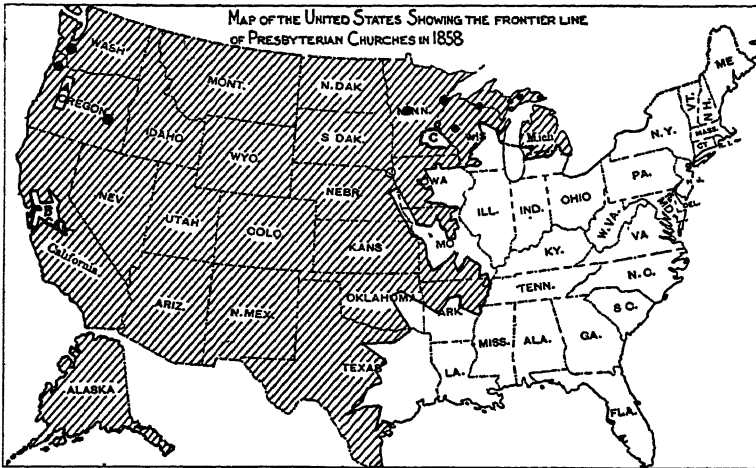 MAP OF THE UNITED STATES SHOWING THE FRONTIER LINE
OF PRESBYTERIAN CHURCHES IN 1858
WASH.
MONT.
N. DAK.
MINN.
ME
VT.
N.H.
A
OREGON
IDAHO
S DAK.
WIS
Mich
N.Y.
MASS
CT
WYO.
C
NEBR
WA
PA.
NEV
UTAH
COLO.
ILL.
IND.
OHIO
DEL
B
W.VA.
VA
KANS
MO
KY.
California.
N.C.
TENN.
ARIZ.
N.MEX.
OKLAHOMA
ARK
S C.
MISS.
ALA.
GA.
TEXAS
LA.
ALASKA
FLA.